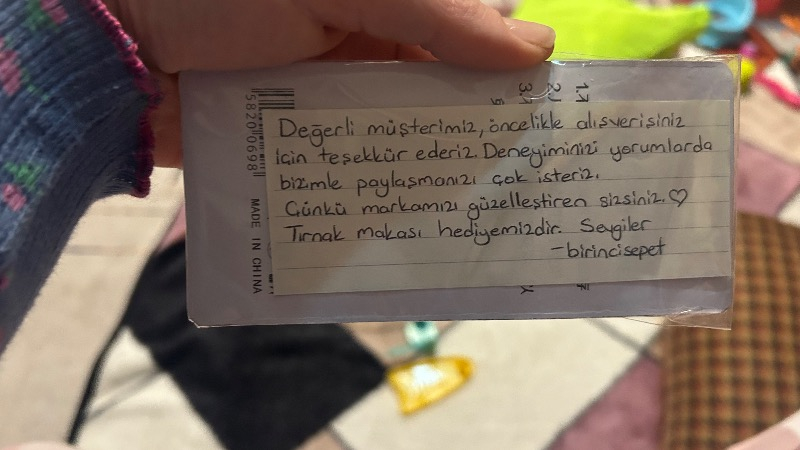 Değerli müşterimiz, öncelikle alışverişiniz
için teşekkür ederiz. Deneyiminizi yorumlarda
bizimle paylaşmanızı çok isteriz.
Çünkü markamızı güzelleştiren sizsiniz. ♡
Tırnak makası hediyemizdir. Sevgiler
-birincisepet
58200698
MADE IN CHINA